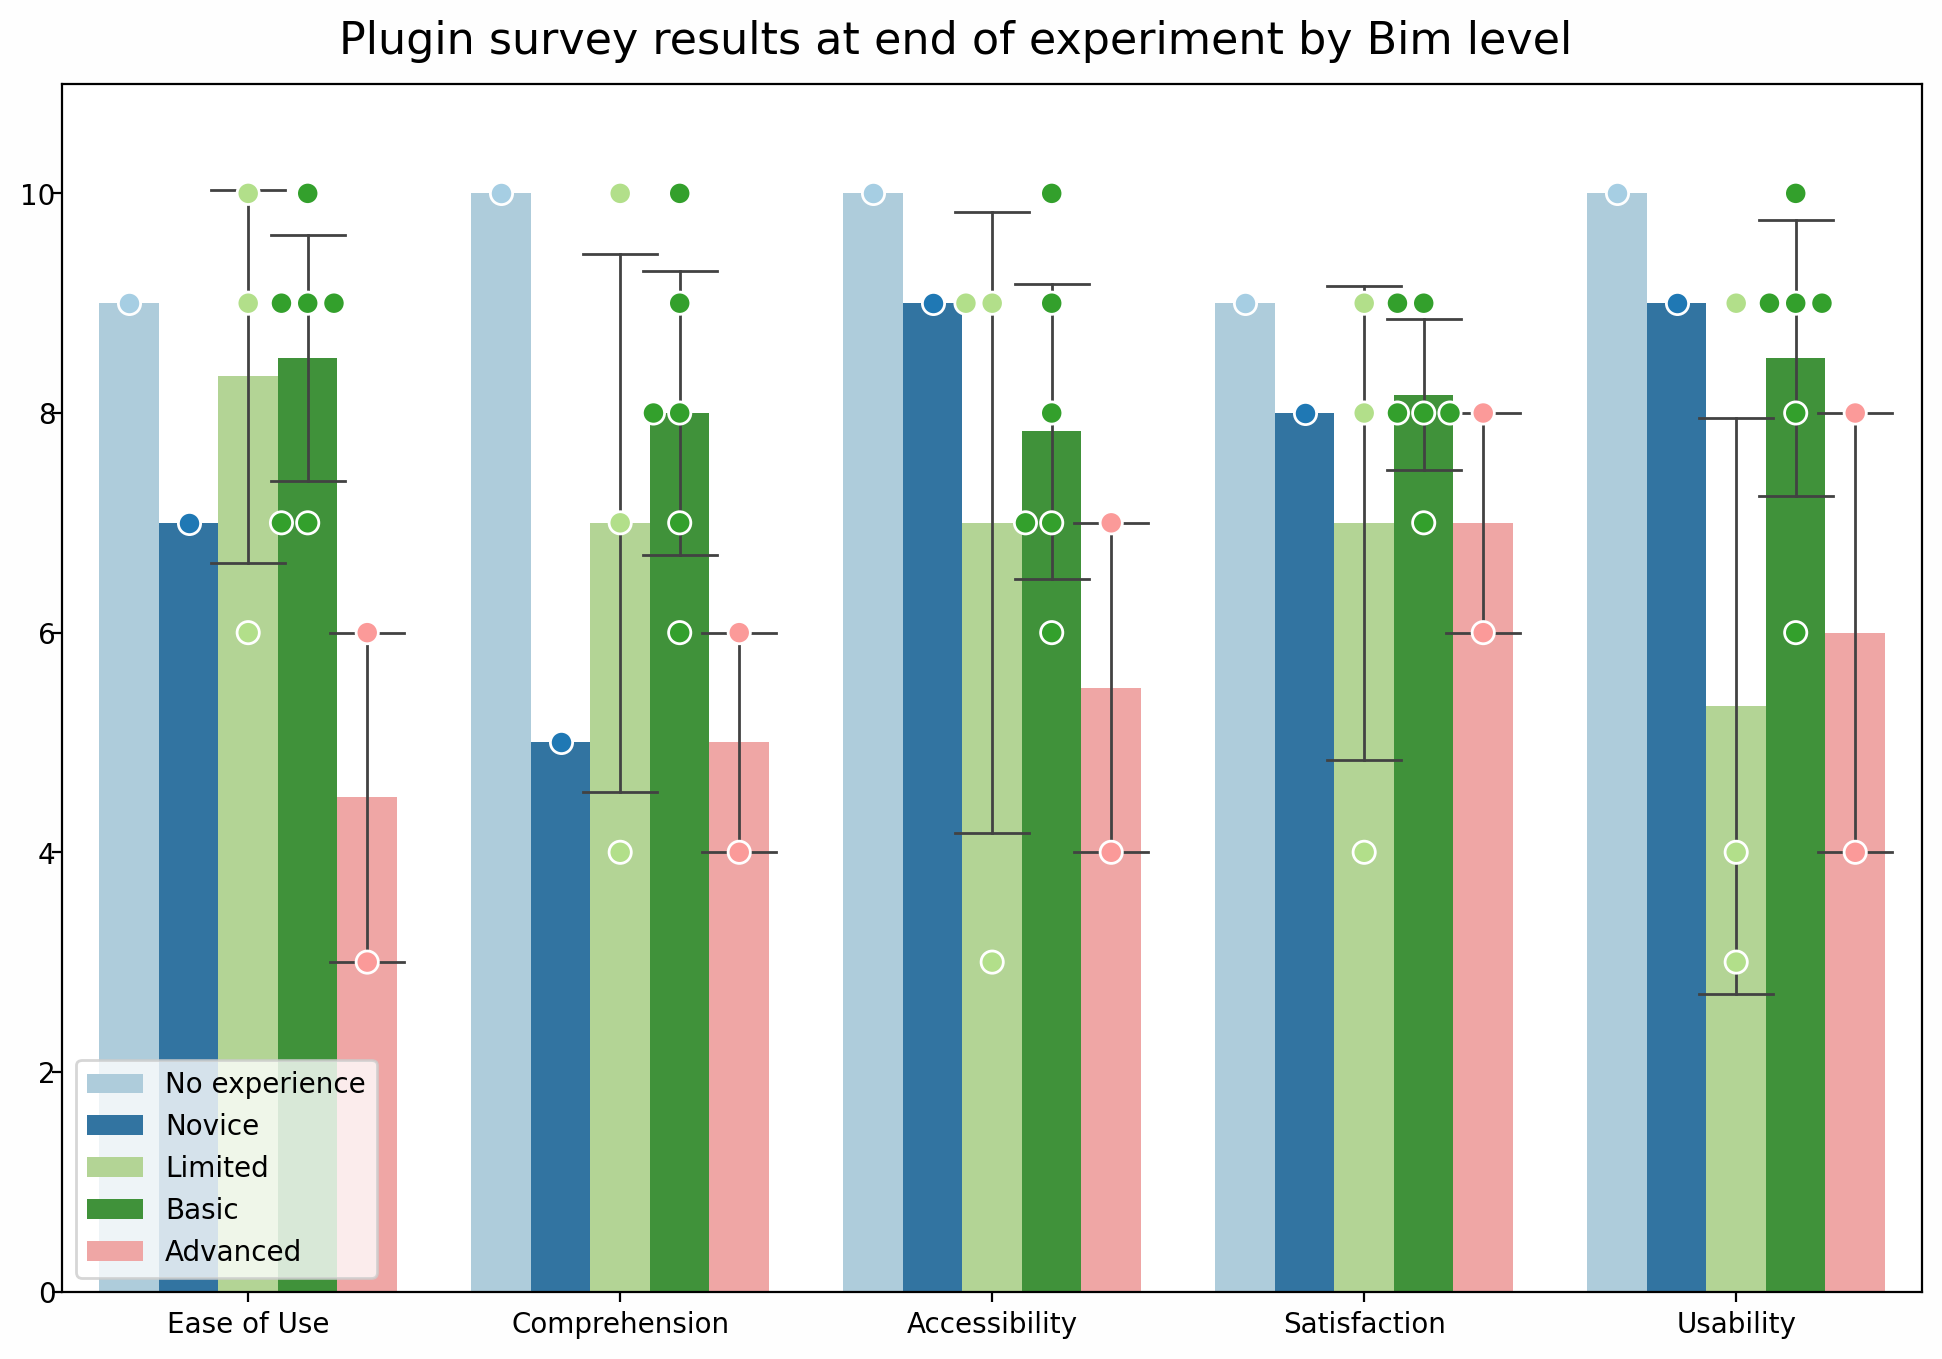 Plugin survey results at end of experiment by Bim level
10
8
6
4
2
0
No experience
Novice
Limited
Basic
Advanced
Ease of Use
Comprehension
Accessibility
Satisfaction
Usability